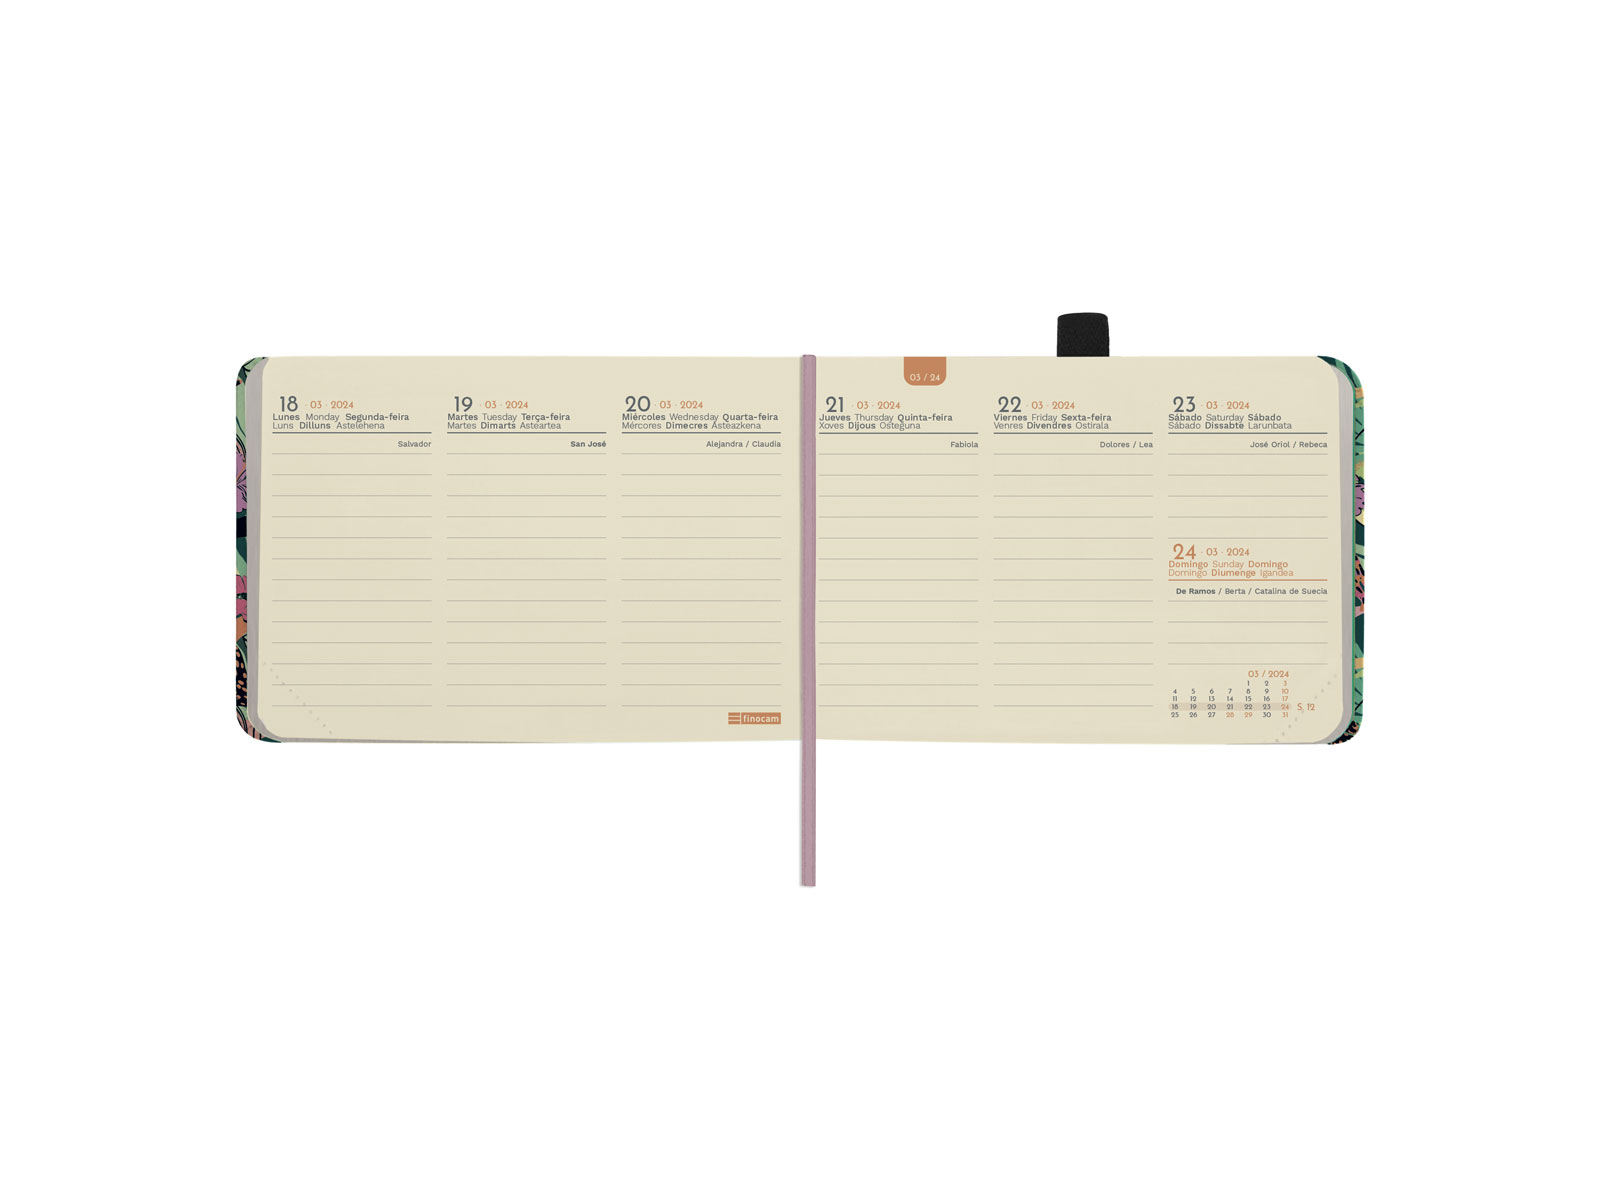 18 · 03 · 2024
Lunes Monday Segunda-feira
Luns Dilluns Astelehena
Salvador
19 · 03 · 2024
Martes Tuesday Terça-feira
Martes Dimarts Asteartea
San José
20 · 03 · 2024
Miércoles Wednesday Quarta-feira
Mércores Dimecres Asteazkena
Alejandra / Claudia
finocam
03 / 24
21 · 03 · 2024
Jueves Thursday Quinta-feira
Xoves Dijous Osteguna
Fabiola
22 · 03 · 2024
Viernes Friday Sexta-feira
Venres Divendres Ostirala
Dolores / Lea
23 · 03 · 2024
Sábado Saturday Sábado
Sábado Dissabte Larunbata
José Oriol / Rebeca
24 · 03 · 2024
Domingo Sunday Domingo
Domingo Diumenge Igandea
De Ramos / Berta / Catalina de Suecia
03 / 2024
1 2 3
4 5 6 7 8 9 10
11 12 13 14 15 16 17
18 19 20 21 22 23 24 S, 12
25 26 27 28 29 30 31